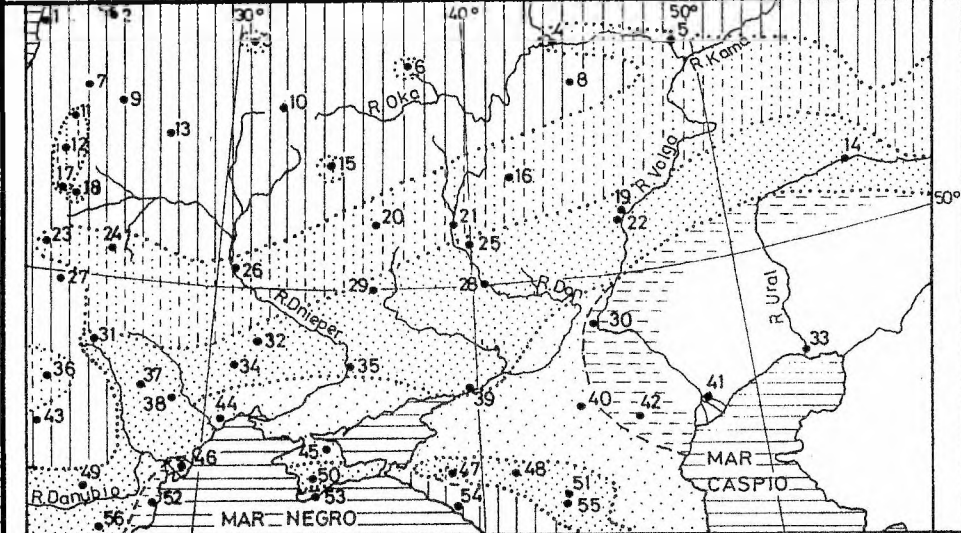 1 2 30° 3 40° 4 50° 5
R. Kama
6
7 8
9 10
R. Oka
11 13
12 15 14
17 18 16
R. Volga
19
20 21 22 50°
23 24 25
26
27 28 29
R. Don
R. Ural
R. Dnieper
30
31 32 33
34 35
36 37 38 39
40 41 42
43 44
45
46 47 48
MAR
49 50 51
CASPIO
R. Danubio
52 53 54 55
MAR NEGRO
56